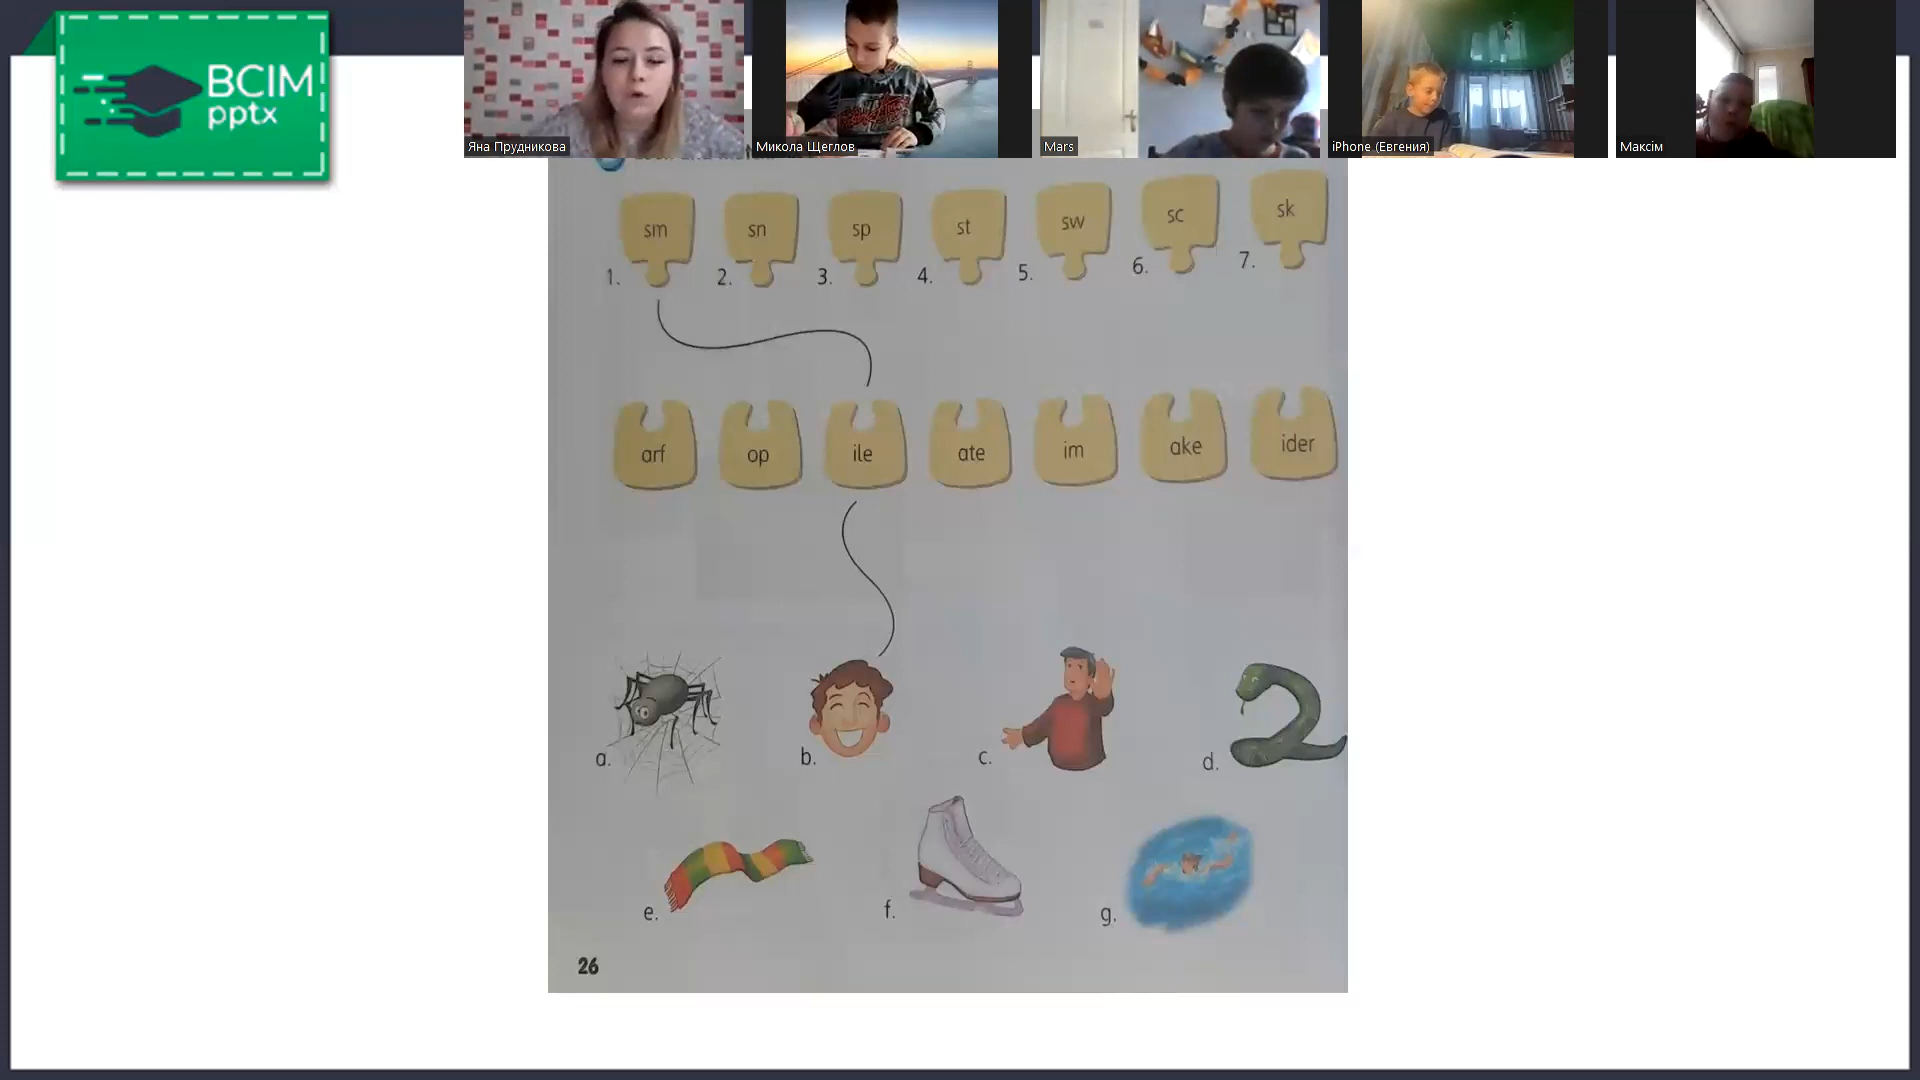 BCIM
pptx
Яна Прудникова
Микола Щеглов
Mars
iPhone (Евгения)
Максім
sm sn sp st sw sc sk
1. 2. 3. 4. 5. 6. 7.
arf op ile ate im ake ider
a. b. c. d.
e. f. g.
26